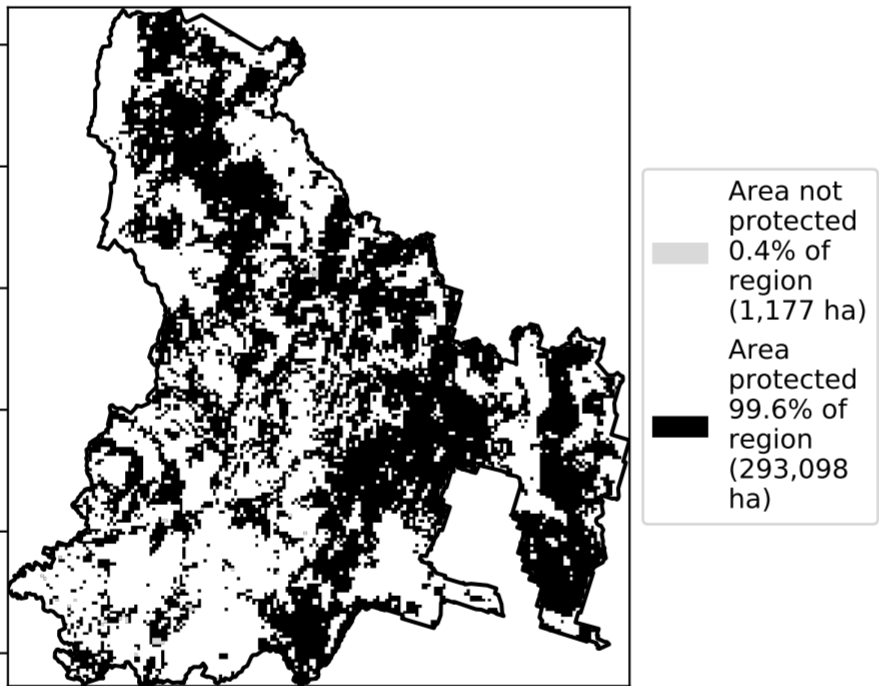 Area not
protected
0.4% of
region
(1,177 ha)
Area
protected
99.6% of
region
(293,098
ha)